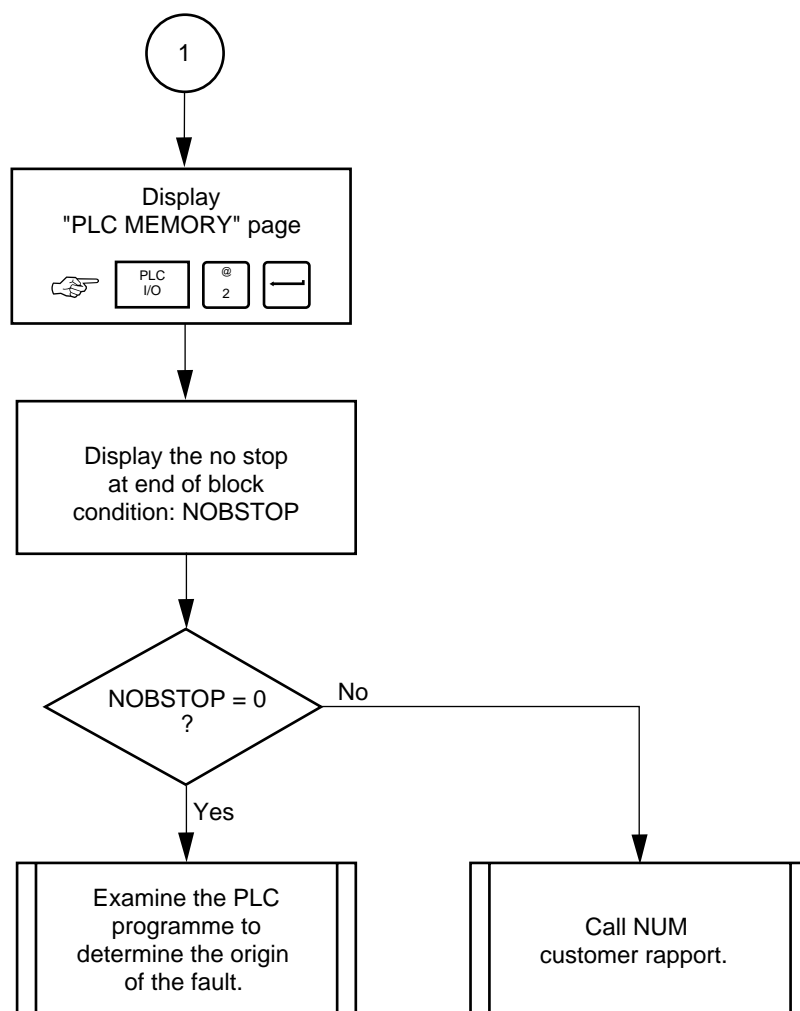 1
Display
"PLC MEMORY" page
PLC
I/O
@
2
Display the no stop
at end of block
condition: NOBSTOP
NOBSTOP = 0
?
No
Yes
Examine the PLC
programme to
determine the origin
of the fault.
Call NUM
customer rapport.